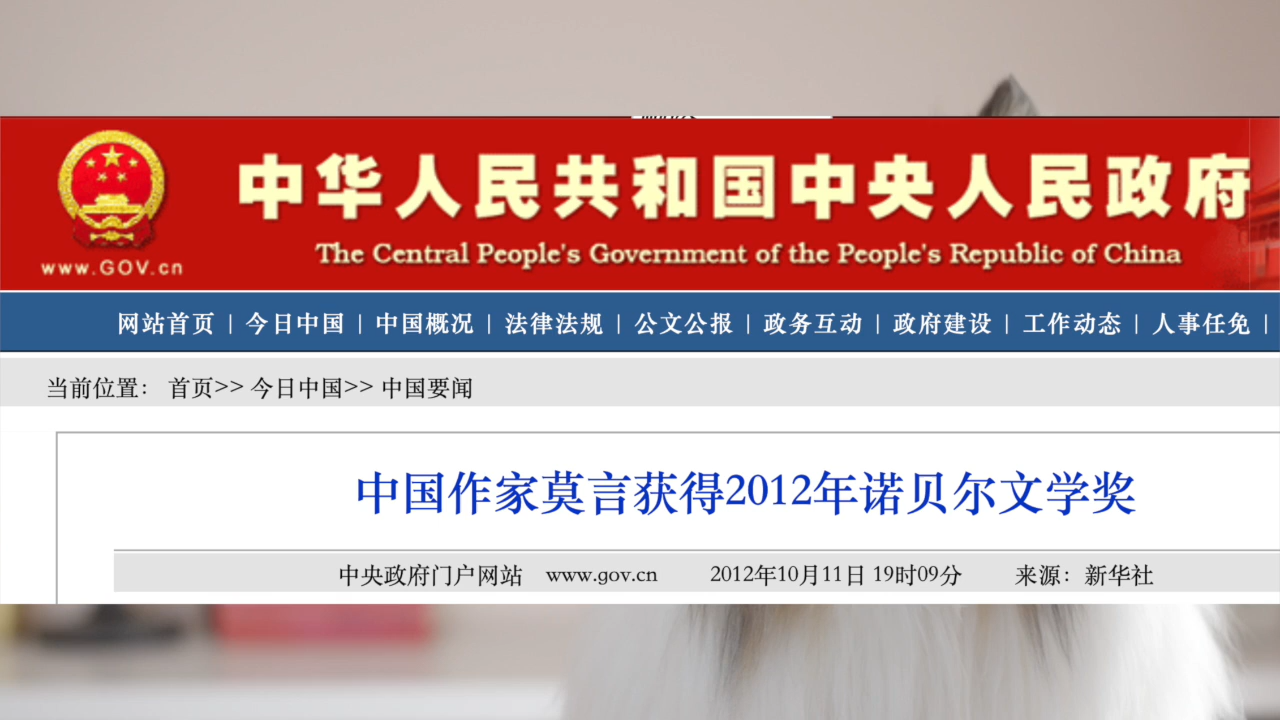 中华人民共和国中央人民政府
www.GOV.cn
The Central People's Government of the People's Republic of China
网站首页 | 今日中国 | 中国概况 | 法律法规 | 公文公报 | 政务互动 | 政府建设 | 工作动态 | 人事任免 |
当前位置： 首页>> 今日中国>> 中国要闻
中国作家莫言获得2012年诺贝尔文学奖
中央政府门户网站 www.gov.cn 2012年10月11日 19时09分 来源：新华社